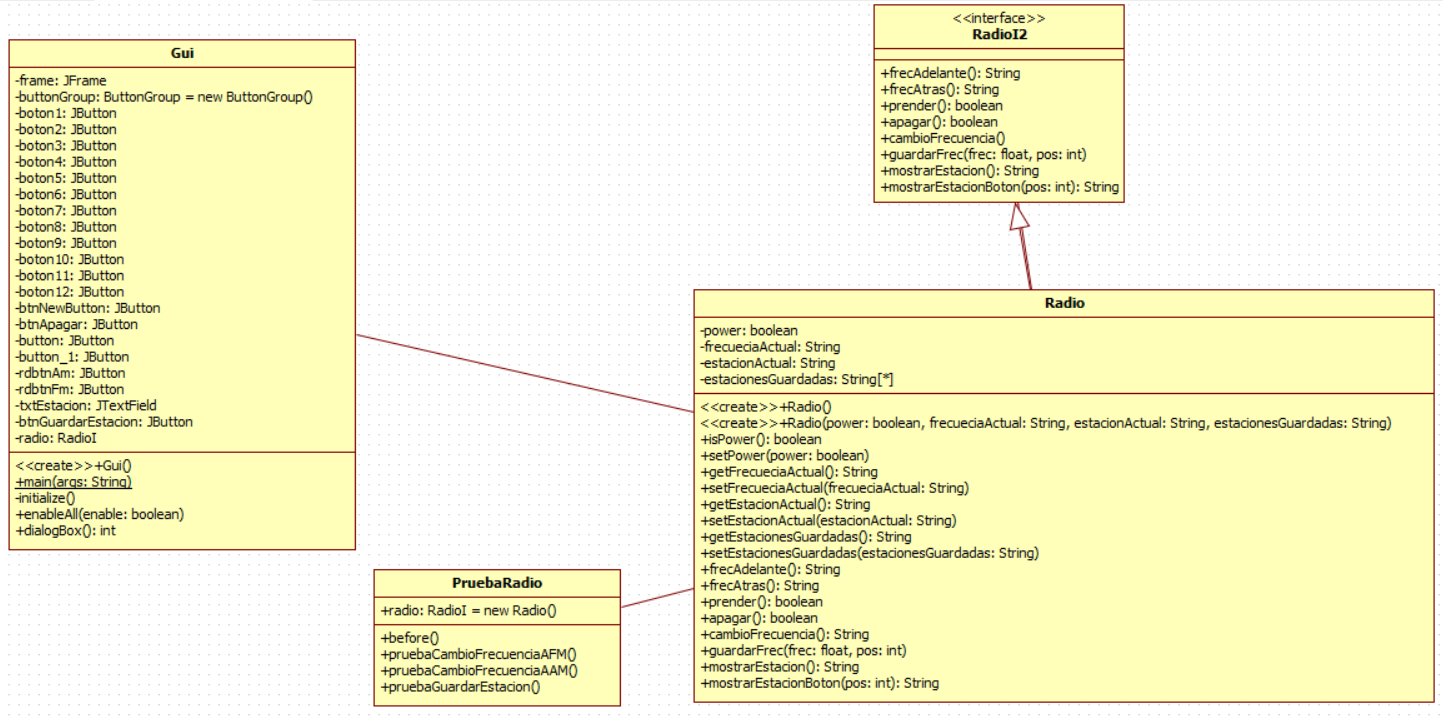 Gui
-frame: JFrame
-buttonGroup: ButtonGroup = new ButtonGroup()
-boton1: JButton
-boton2: JButton
-boton3: JButton
-boton4: JButton
-boton5: JButton
-boton6: JButton
-boton7: JButton
-boton8: JButton
-boton9: JButton
-boton10: JButton
-boton11: JButton
-boton12: JButton
-btnNewButton: JButton
-btnApagar: JButton
-button: JButton
-button_1: JButton
-rdbtnAm: JButton
-rdbtnFm: JButton
-txtEstacion: JTextField
-btnGuardarEstacion: JButton
-radio: RadioI
<<create>>+Gui()
+main(args: String)
-initialize()
+enableAll(enable: boolean)
+dialogBox(): int
<<interface>>
RadioI2
+frecAdelante(): String
+frecAtras(): String
+prender(): boolean
+apagar(): boolean
+cambioFrecuencia()
+guardarFrec(frec: float, pos: int)
+mostrarEstacion(): String
+mostrarEstacionBoton(pos: int): String
Radio
-power: boolean
-frecueciaActual: String
-estacionActual: String
-estacionesGuardadas: String[*]
<<create>>+Radio()
<<create>>+Radio(power: boolean, frecueciaActual: String, estacionActual: String, estacionesGuardadas: String)
+isPower(): boolean
+setPower(power: boolean)
+getFrecueciaActual(): String
+setFrecueciaActual(frecueciaActual: String)
+getEstacionActual(): String
+setEstacionActual(estacionActual: String)
+getEstacionesGuardadas(): String
+setEstacionesGuardadas(estacionesGuardadas: String)
+frecAdelante(): String
+frecAtras(): String
+prender(): boolean
+apagar(): boolean
+cambioFrecuencia(): String
+guardarFrec(frec: float, pos: int)
+mostrarEstacion(): String
+mostrarEstacionBoton(pos: int): String
PruebaRadio
+radio: RadioI = new Radio()
+before()
+pruebaCambioFrecuenciaAFM()
+pruebaCambioFrecuenciaAAM()
+pruebaGuardarEstacion()